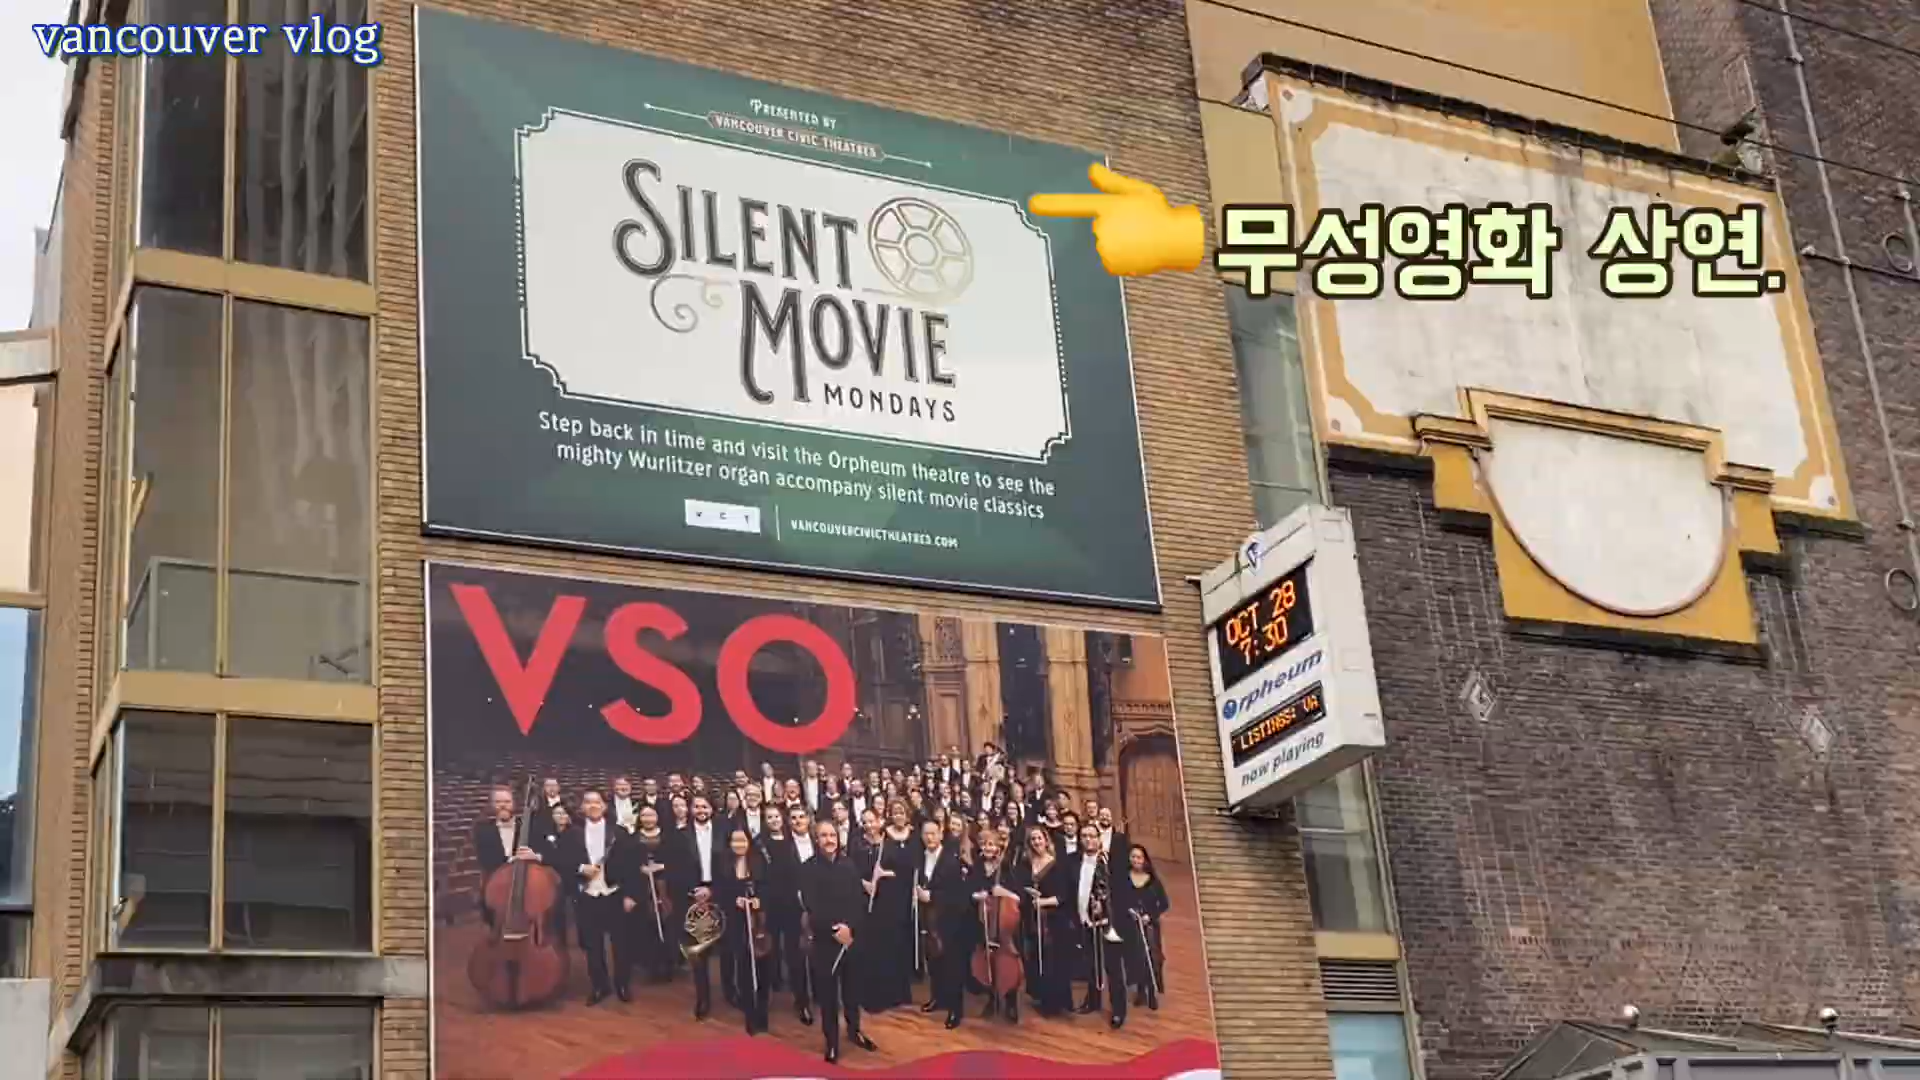 vancouver vlog
PRESENTED BY
VANCOUVER CIVIC THEATRES
SILENT
MOVIE
MONDAYS
Step back in time and visit the Orpheum theatre to see the
mighty Wurlitzer organ accompany silent movie classics
V C T
VANCOUVERCIVICTHEATRES.COM
무성영화 상연.
VSO
OCT 28
7:30
Orpheum
LISTINGS: VA
now playing